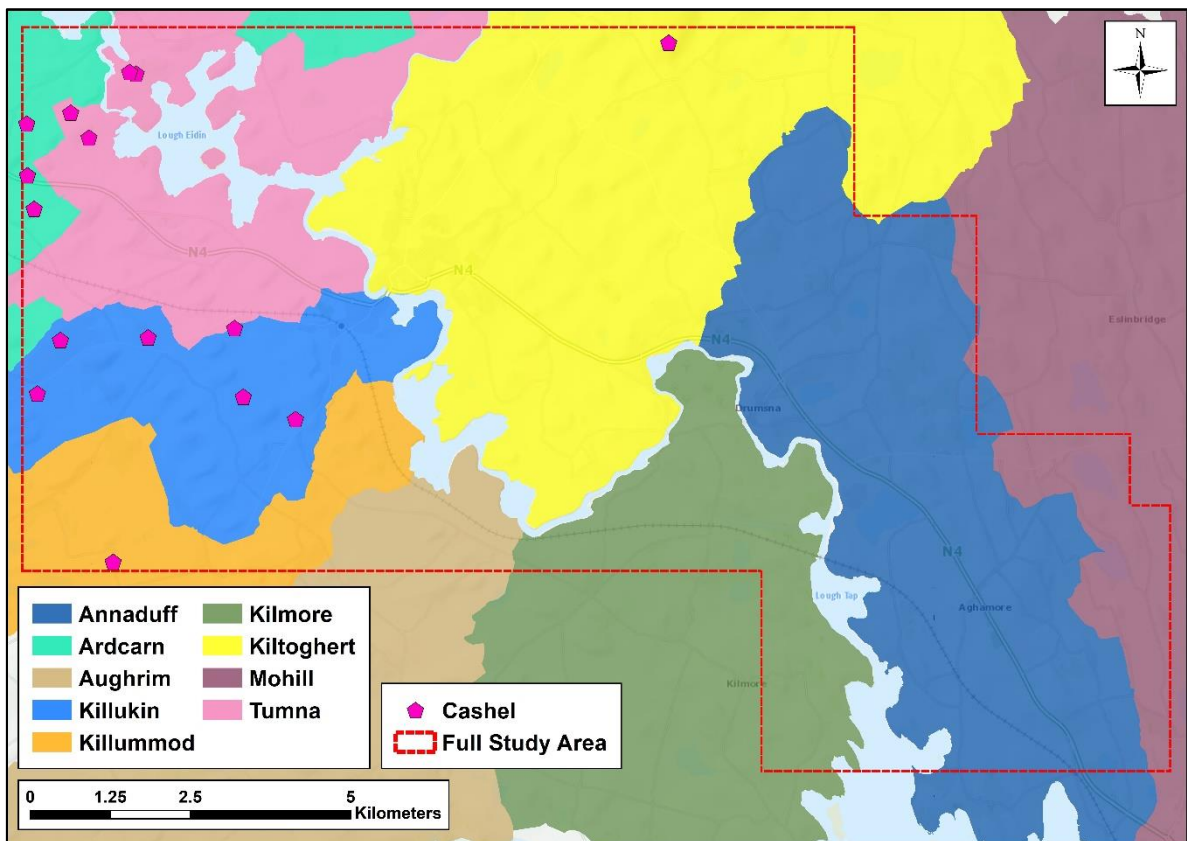 N
Lough Eidin
N4
N4
Eslinbridge
N4
Drumina
N4
Lough Tap
Aghamore
Kilmore
Annaduff
Ardcarn
Aughrim
Killukin
Killummod
Kilmore
Kiltoghert
Mohill
Tumna
Cashel
Full Study Area
0 1.25 2.5 5
Kilometers